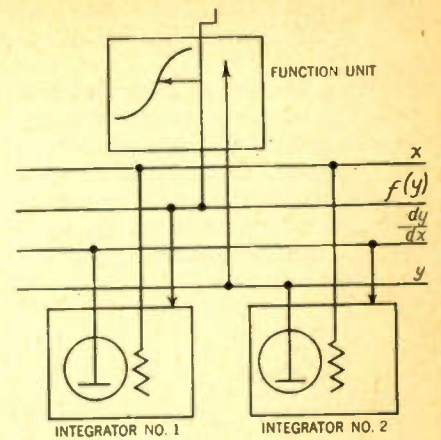 FUNCTION UNIT
x
f(y)
dy
dx
y
INTEGRATOR NO. 1
INTEGRATOR NO. 2